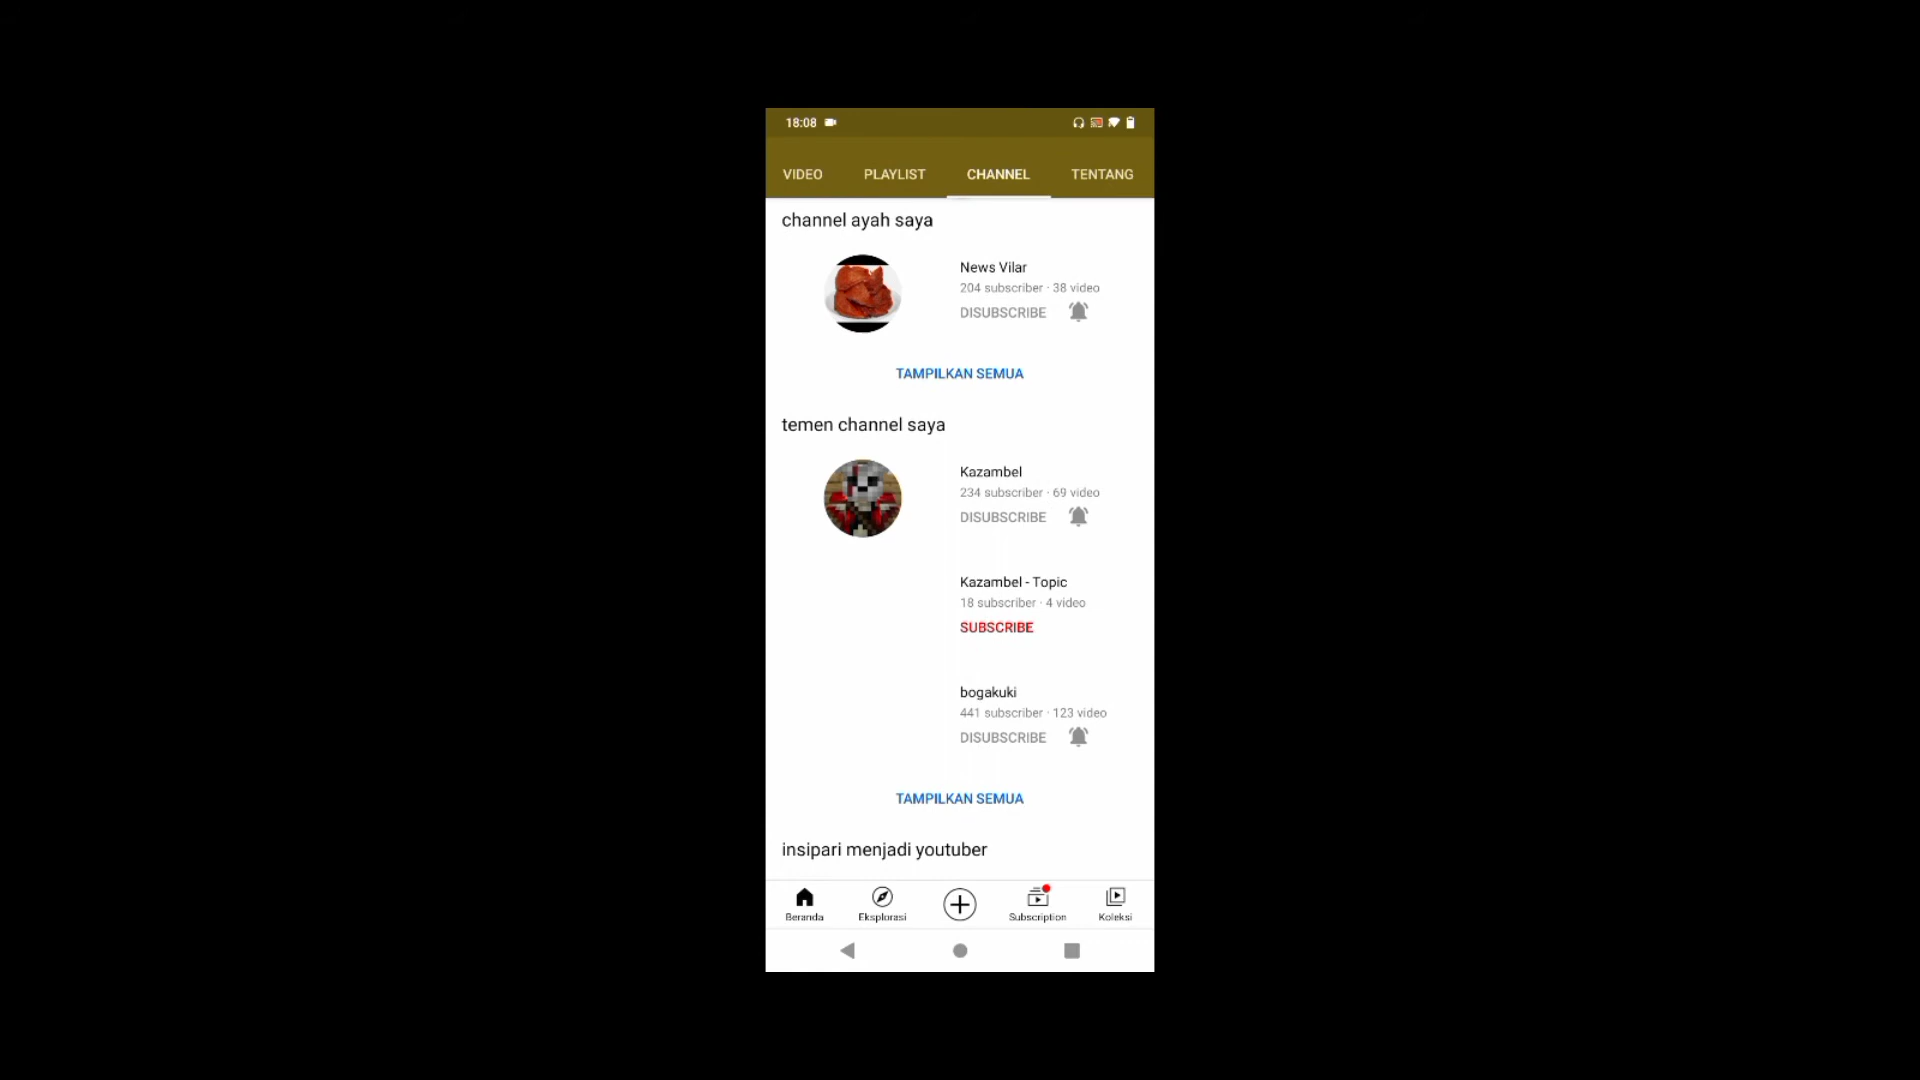 18:08
VIDEO PLAYLIST CHANNEL TENTANG
channel ayah saya
News Vilar
204 subscriber · 38 video
DISUBSCRIBE
TAMPILKAN SEMUA
temen channel saya
Kazambel
234 subscriber · 69 video
DISUBSCRIBE
Kazambel - Topic
18 subscriber · 4 video
SUBSCRIBE
bogakuki
441 subscriber · 123 video
DISUBSCRIBE
TAMPILKAN SEMUA
insipari menjadi youtuber
Beranda Eksplorasi Subscription Koleksi